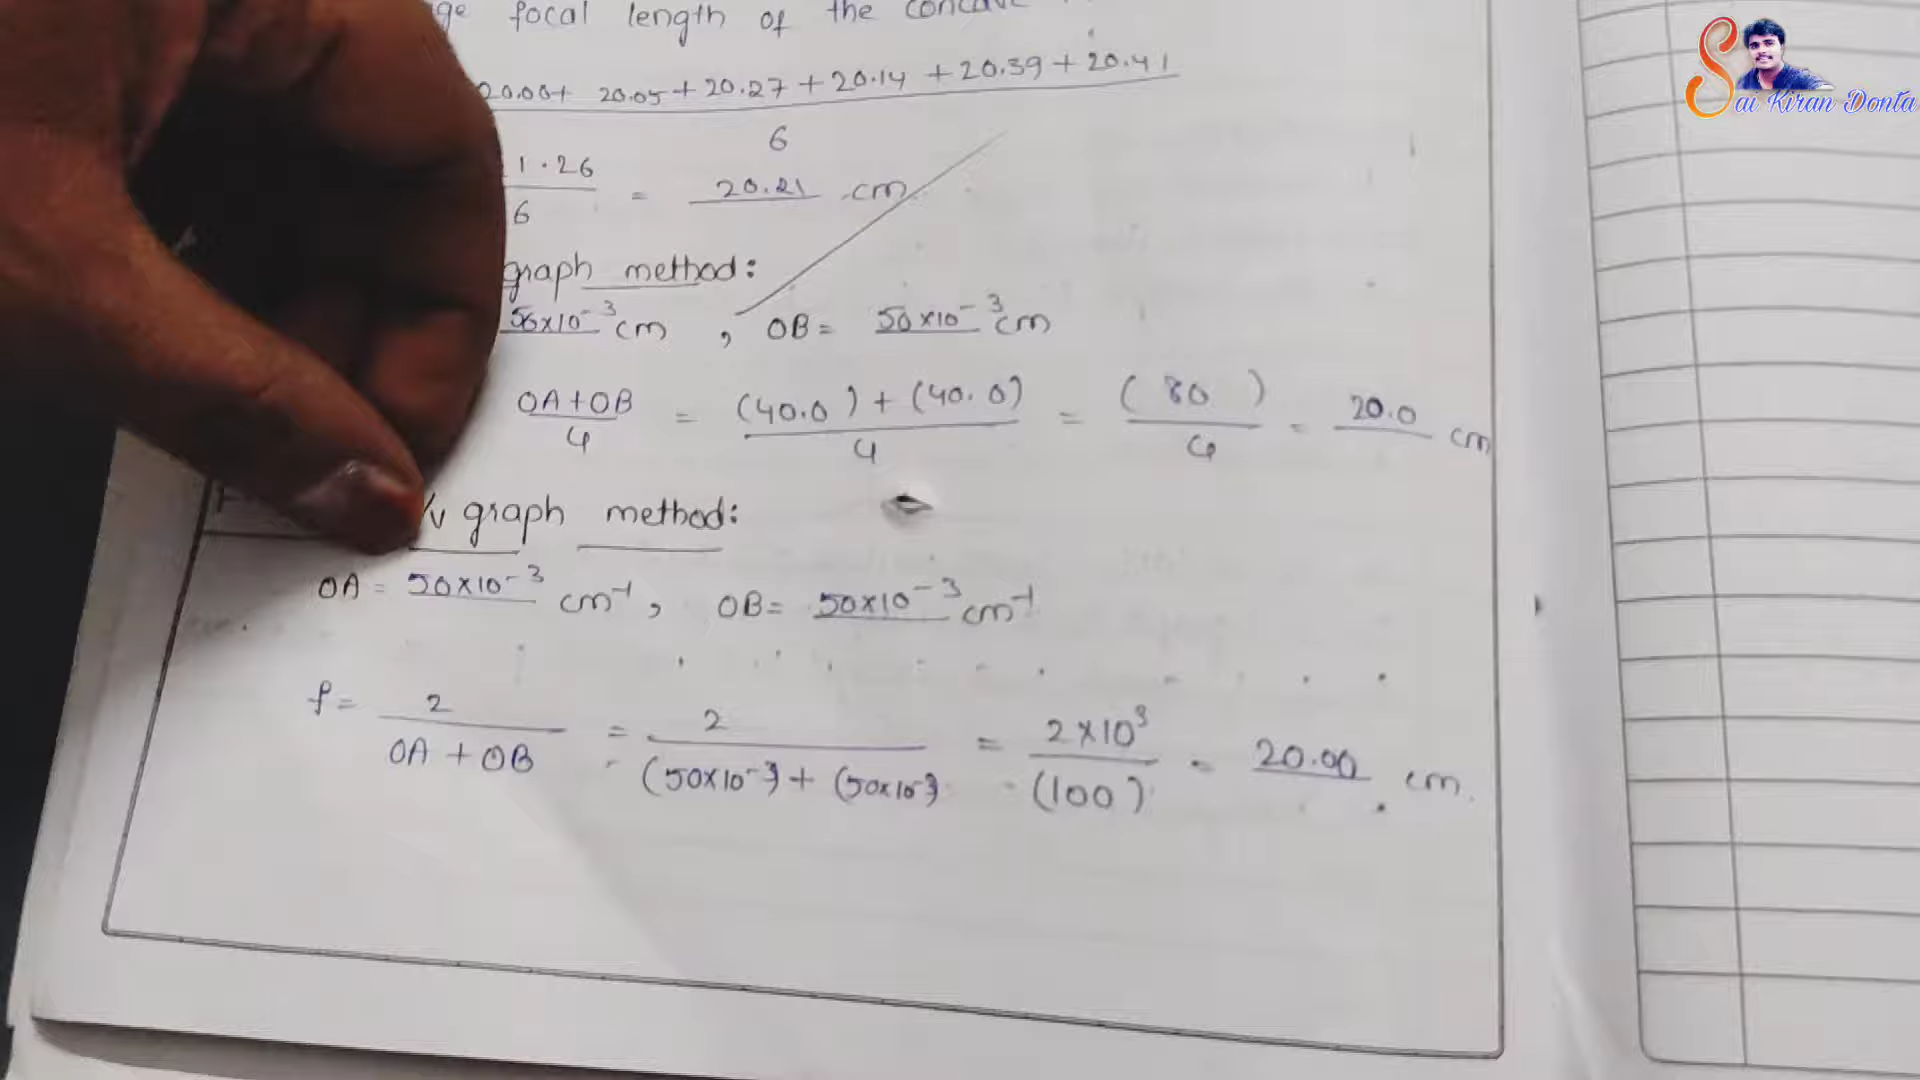 ge focal length of the concave
20.00+ 20.05 + 20.27 + 20.14 + 20.39 + 20.41
6
1.26
6
= 20.21 cm
graph method:
50x10-3 cm , OB = 50x10-3 cm
OA+OB
4
= (40.0) + (40.0)
4
= (80)
4
= 20.0 cm
/v graph method:
OA = 50x10-3 cm-1, OB= 50x10-3 cm-1
f= 2
OA + OB
= 2
(50x10-3) + (50x10-3)
= 2x103
(100)
= 20.00 cm.
Sai Kiran Donta